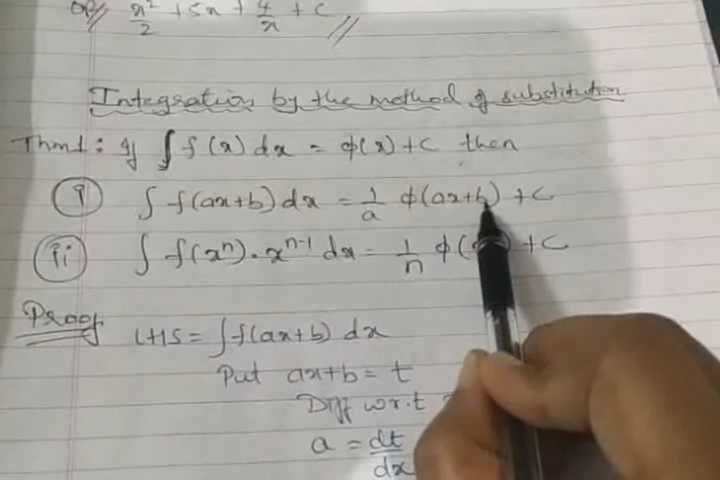 x²/2 + 5x + 4/x + c //
Integration by the method of substitution
Thm1: If ∫ f(x) dx = φ(x) + c then
(i) ∫ f(ax+b) dx = 1/a φ(ax+b) + c
(ii) ∫ f(xⁿ) · xⁿ⁻¹ dx = 1/n φ( ) + c
Proof LHS = ∫ f(ax+b) dx
Put ax+b = t
Diff w.r.t
a = dt/dx